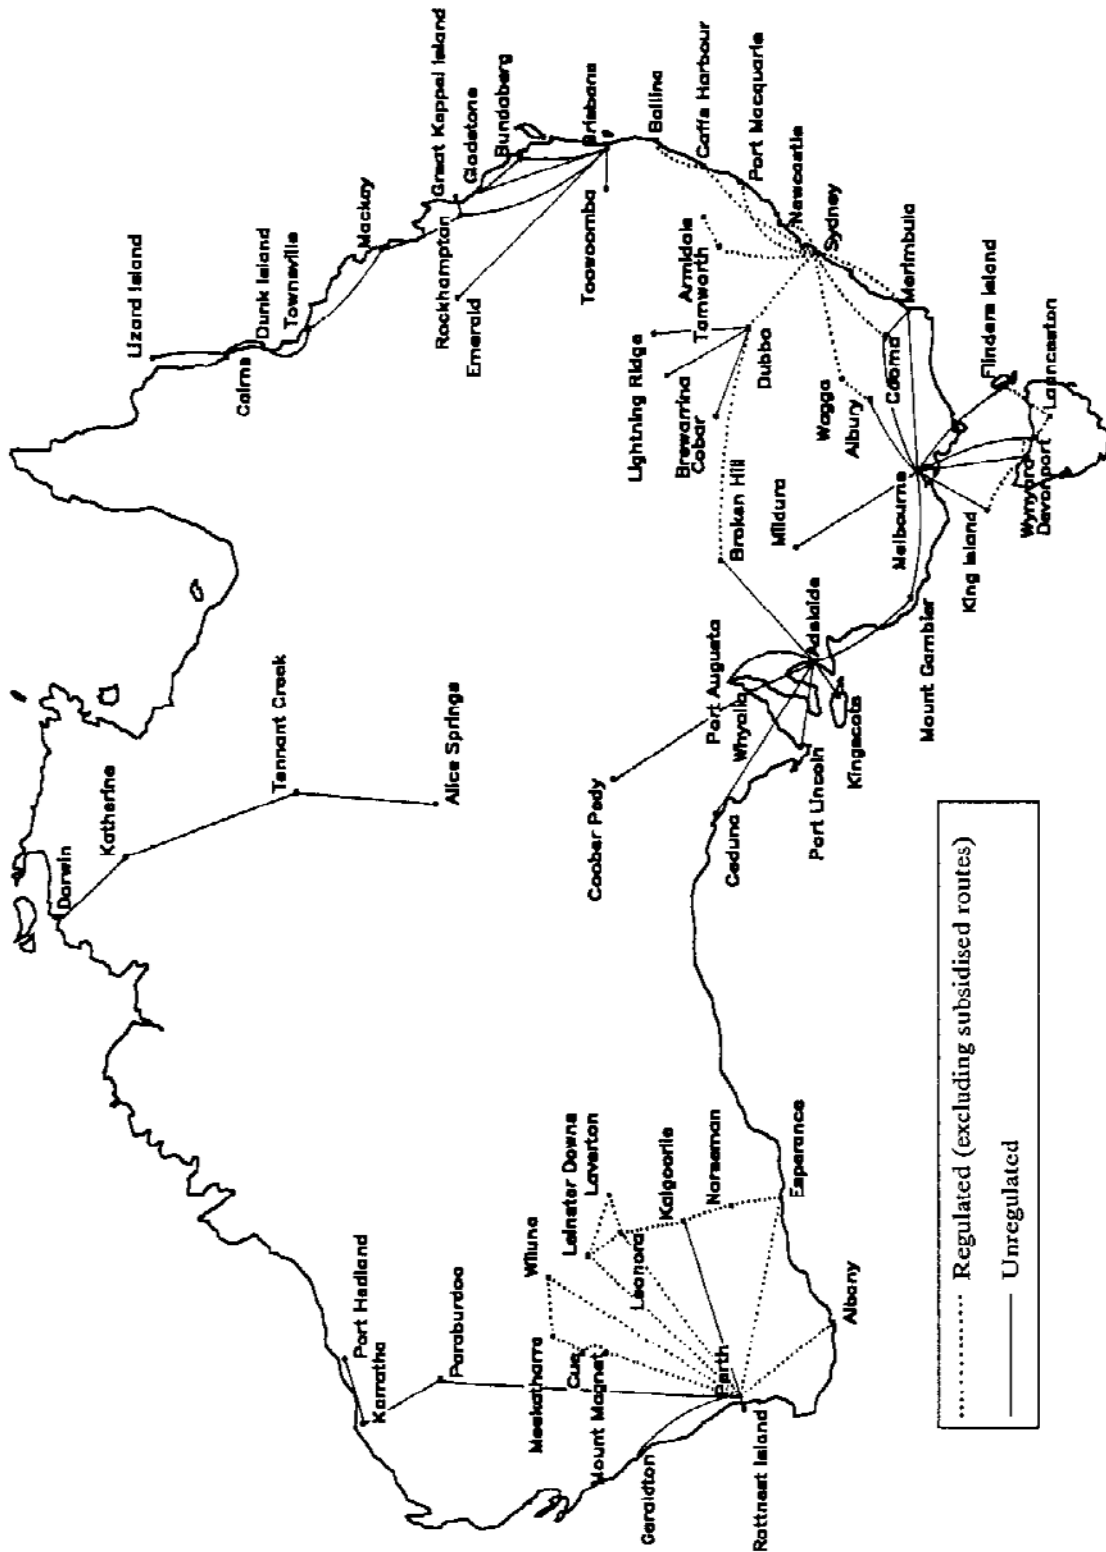 Lizard Island
Cairns
Dunk Island
Townsville
Mackay
Great Keppel Island
Rockhampton
Gladstone
Bundaberg
Emerald
Brisbane
Toowoomba
Ballina
Coffs Harbour
Port Macquarie
Armidale
Tamworth
Newcastle
Sydney
Lightning Ridge
Brewarrina
Cobar
Dubbo
Broken Hill
Wagga
Albury
Cooma
Merimbula
Mildura
Melbourne
Flinders Island
Launceston
King Island
Wynyard
Devonport
Mount Gambier
Adelaide
Port Augusta
Whyalla
Port Lincoln
Kingscote
Ceduna
Coober Pedy
Darwin
Katherine
Tennant Creek
Alice Springs
Port Hedland
Karratha
Paraburdoo
Wiluna
Meekatharra
Cue
Mount Magnet
Leinster Downs
Laverton
Leonora
Kalgoorlie
Norseman
Esperance
Albany
Perth
Rottnest Island
Geraldton
Regulated (excluding subsidised routes)
Unregulated